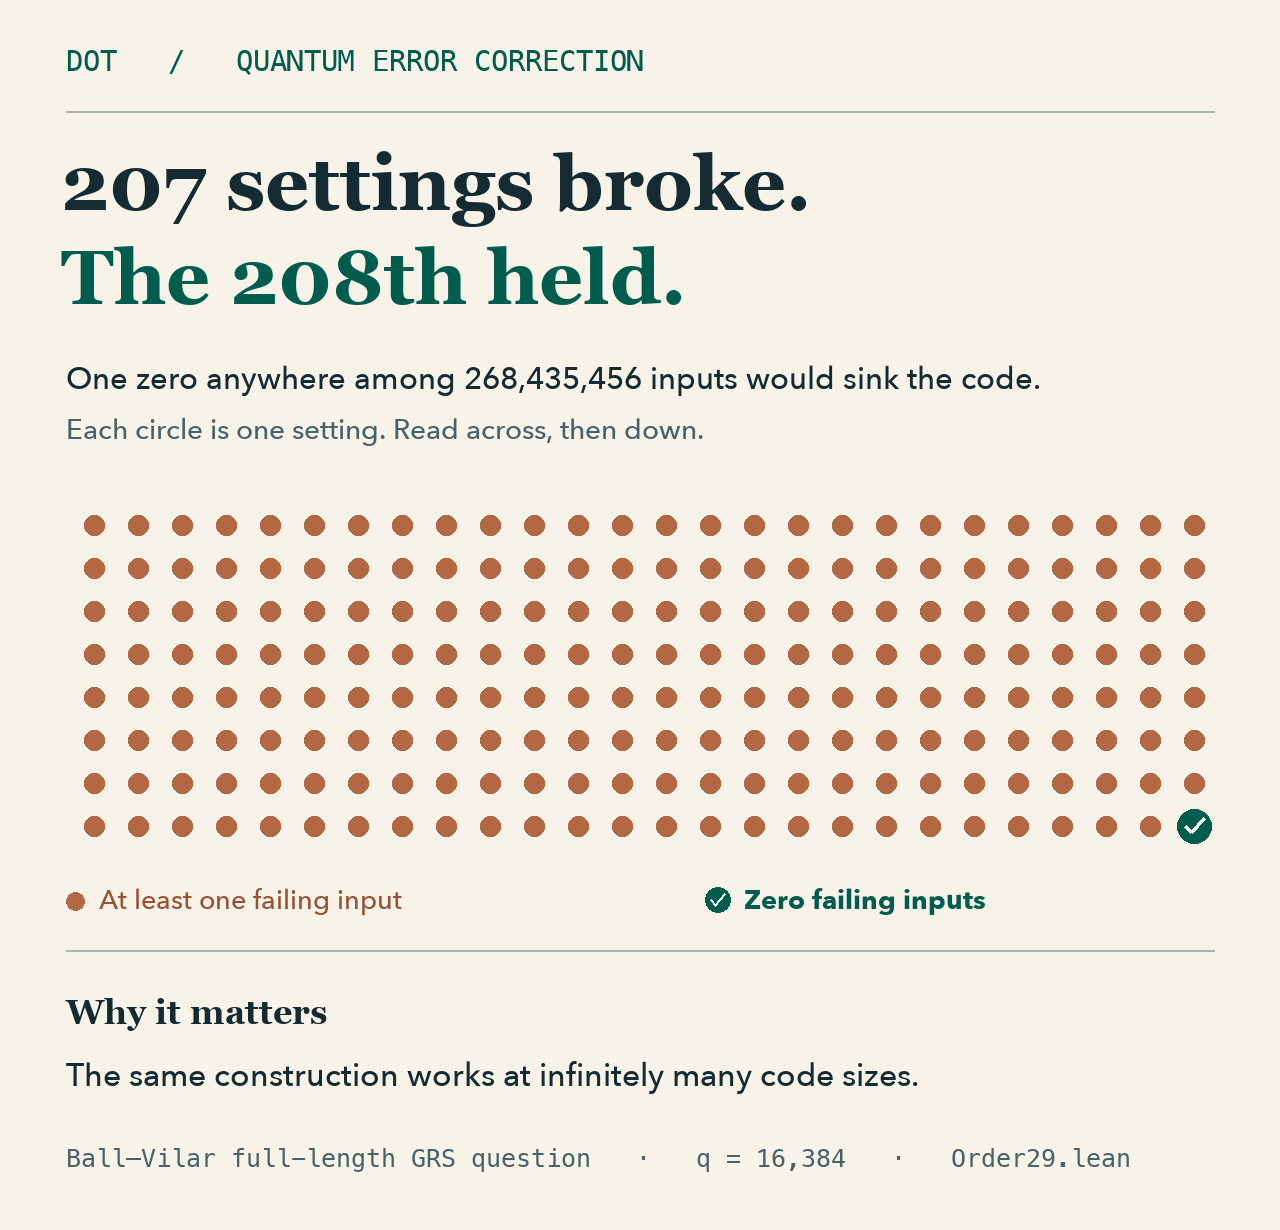 DOT / QUANTUM ERROR CORRECTION
207 settings broke.
The 208th held.
One zero anywhere among 268,435,456 inputs would sink the code.
Each circle is one setting. Read across, then down.
At least one failing input
Zero failing inputs
Why it matters
The same construction works at infinitely many code sizes.
Ball–Vilar full–length GRS question · q = 16,384 · Order29.lean